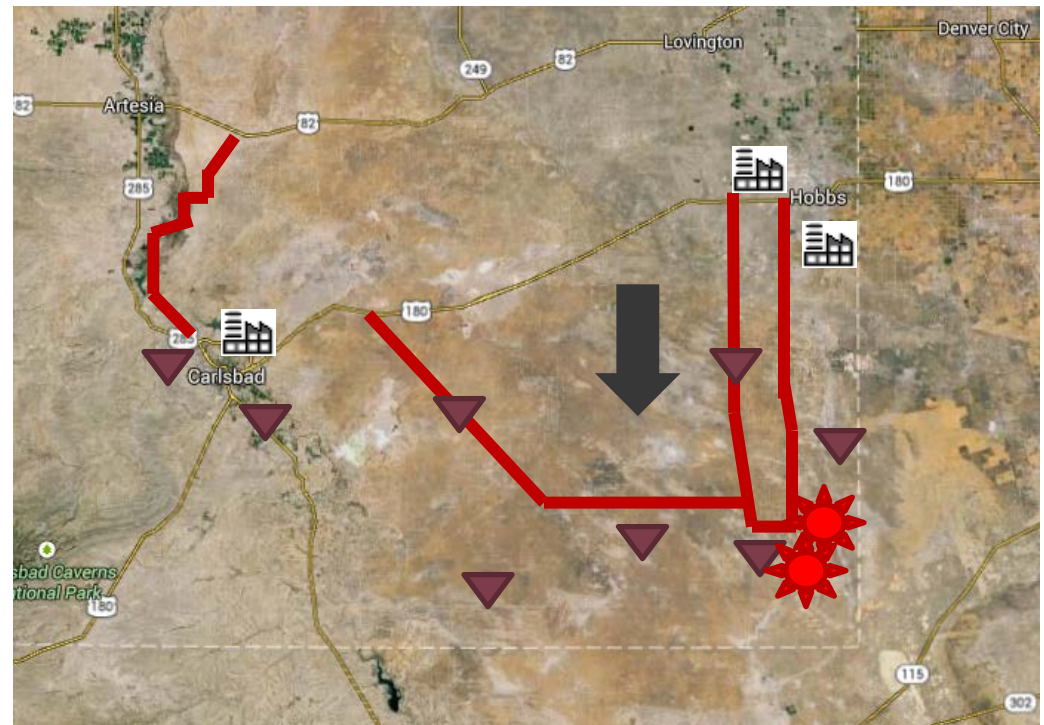 Denver City
Lovington
82
249
82
Artesia
82
285
180
Hobbs
180
285
Carlsbad
sbad Caverns
tional Park
180
115
302